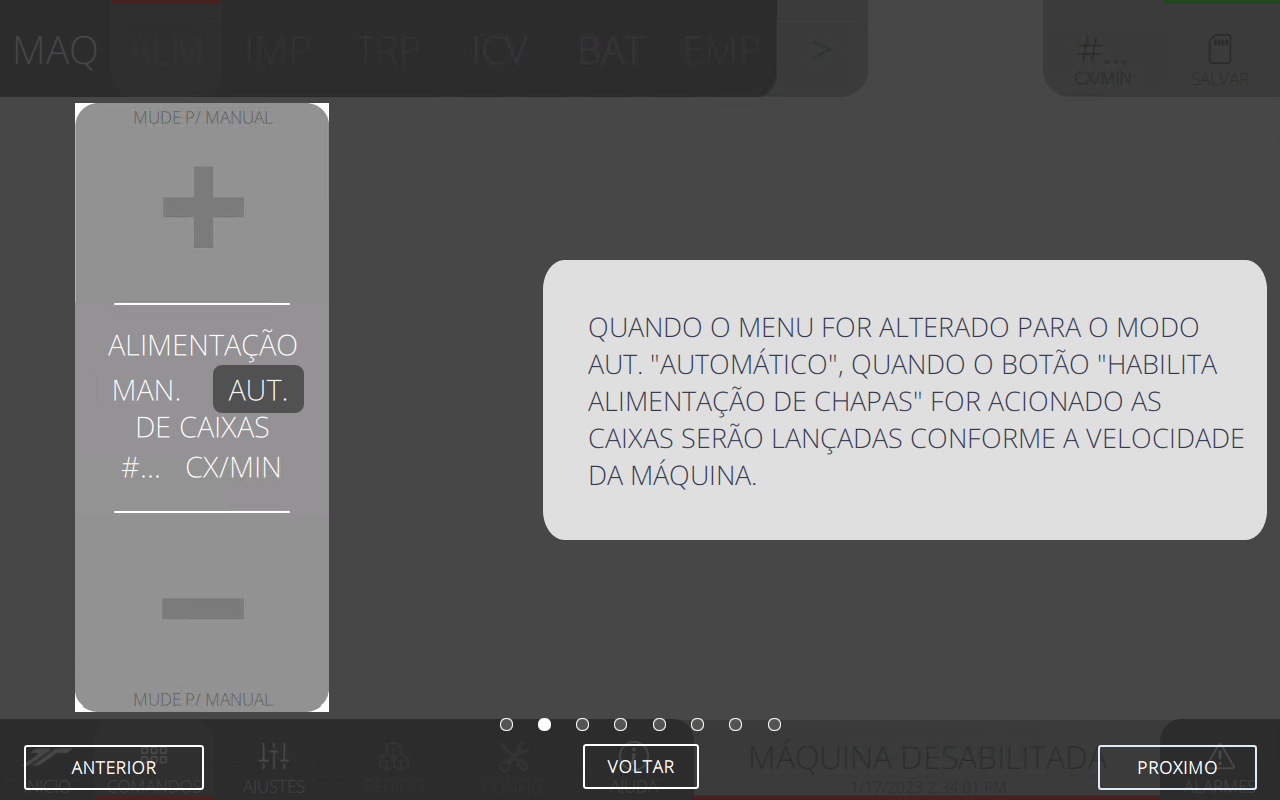 MAQ ALM IMP TRP ICV BAT EMP >
#... CX/MIN
SALVAR
MUDE P/ MANUAL
ALIMENTAÇÃO
MAN. AUT.
DE CAIXAS
#... CX/MIN
MUDE P/ MANUAL
QUANDO O MENU FOR ALTERADO PARA O MODO
AUT. "AUTOMÁTICO", QUANDO O BOTÃO "HABILITA
ALIMENTAÇÃO DE CHAPAS" FOR ACIONADO AS
CAIXAS SERÃO LANÇADAS CONFORME A VELOCIDADE
DA MÁQUINA.
ANTERIOR
VOLTAR
PROXIMO
INICIO COMANDOS AJUSTES PEDIDO CONFIG AJUDA
MÁQUINA DESABILITADA
1/17/2023 2:34:01 PM
ALARMES